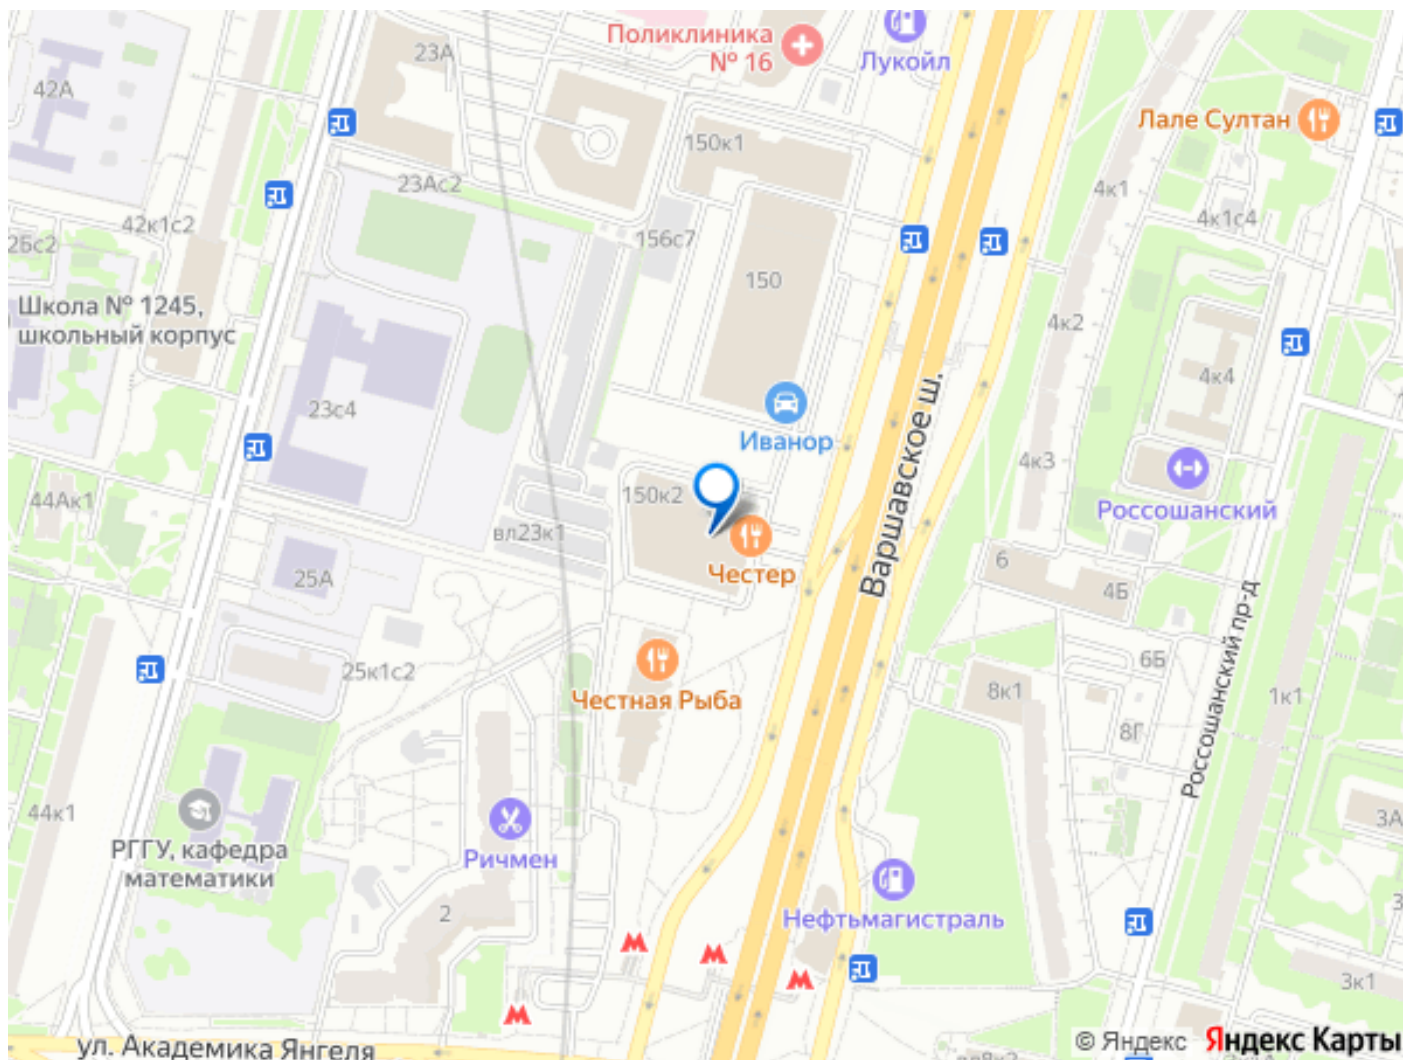 Поликлиника
№ 16
Лукойл
23А
42А
Лале Султан
150к1
23Ас2
4к1
4к1с4
42к1с2
156с7
150
Школа № 1245,
школьный корпус
4к2
4к4
23с4
Иванор
Варшавское ш.
4к3
44Ак1
150к2
Россошанский
вл23к1
Честер
6
25А
4Б
25к1с2
6Б
Честная Рыба
8к1
1к1
8Г
Россошанский пр-д
44к1
3А
РГГУ, кафедра
математики
Ричмен
2
Нефтьмагистраль
3к1
ул. Академика Янгеля
© Яндекс Яндекс Карты